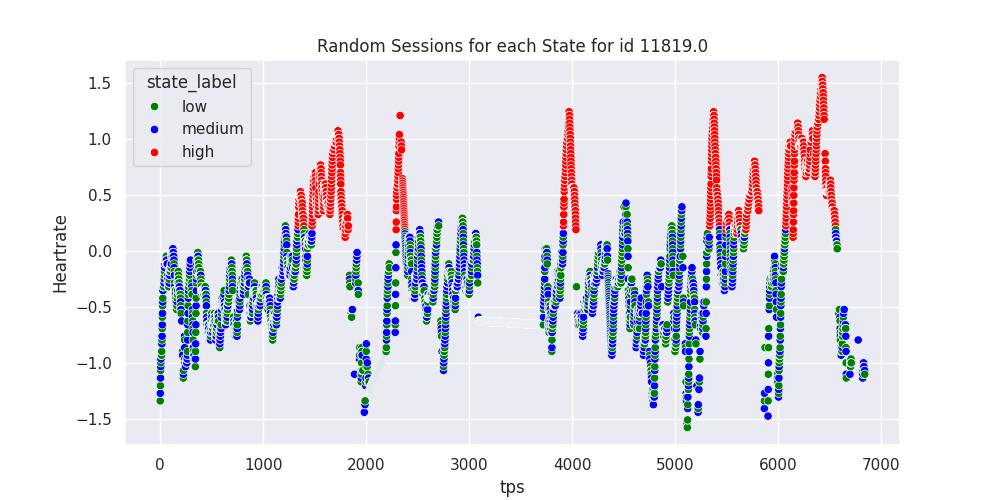 Random Sessions for each State for id 11819.0
state_label
low
medium
high
1.5
1.0
0.5
0.0
−0.5
−1.0
−1.5
Heartrate
0 1000 2000 3000 4000 5000 6000 7000
tps